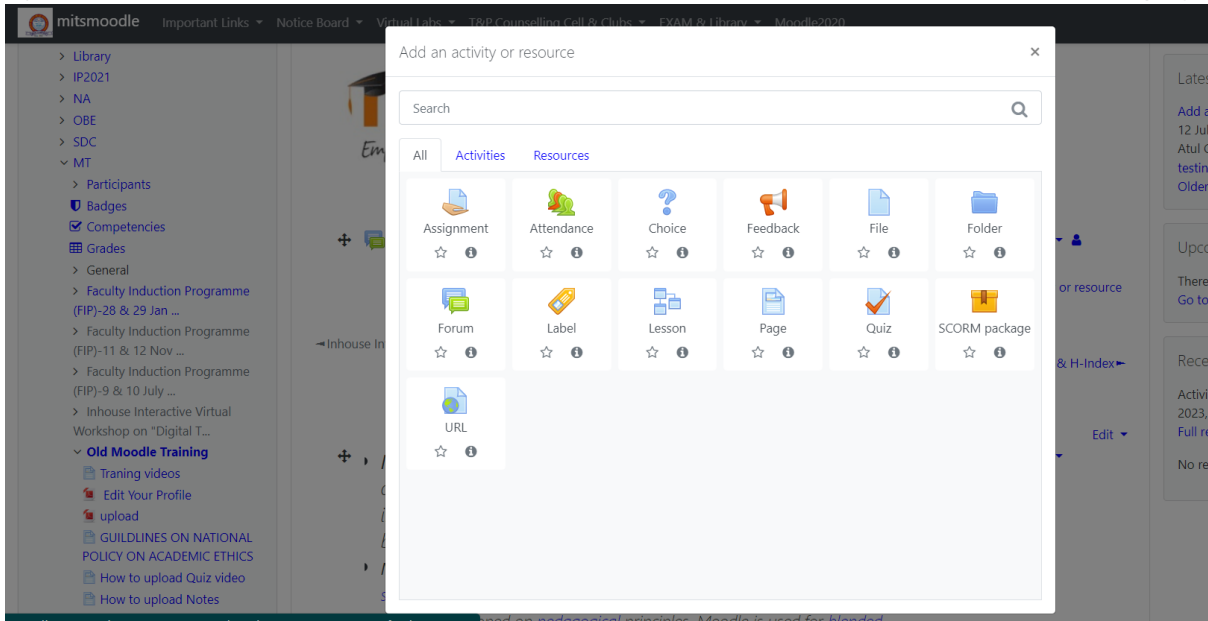 mitsmoodle Important Links Notice Board Virtual Labs T&P Counselling Cell & Clubs EXAM & Library Moodle2020
Library
IP2021
NA
OBE
SDC
MT
Participants
Badges
Competencies
Grades
General
Faculty Induction Programme
(FIP)-28 & 29 Jan ...
Faculty Induction Programme
(FIP)-11 & 12 Nov ...
Faculty Induction Programme
(FIP)-9 & 10 July ...
Inhouse Interactive Virtual
Workshop on "Digital T...
Old Moodle Training
Traning videos
Edit Your Profile
upload
GUILDLINES ON NATIONAL
POLICY ON ACADEMIC ETHICS
How to upload Quiz video
How to upload Notes
Em
◄Inhouse In
Add an activity or resource ×
Search
All Activities Resources
Assignment Attendance Choice Feedback File Folder
Forum Label Lesson Page Quiz SCORM package
URL
or resource
& H-Index►
Edit
pedagogical principles. Moodle is used for blended
Lates
Add a
12 Jul
Atul
testin
Older
Upco
There
Go to
Rece
Activi
2023,
Full re
No re